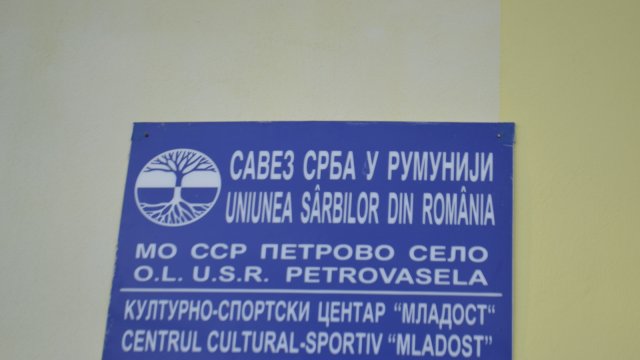 САВЕЗ СРБА У РУМУНИЈИ
UNIUNEA SÂRBILOR DIN ROMÂNIA
МО ССР ПЕТРОВО СЕЛО
O.L. U.S.R. PETROVASELA
КУЛТУРНО-СПОРТСКИ ЦЕНТАР “МЛАДОСТ“
CENTRUL CULTURAL-SPORTIV “MLADOST”